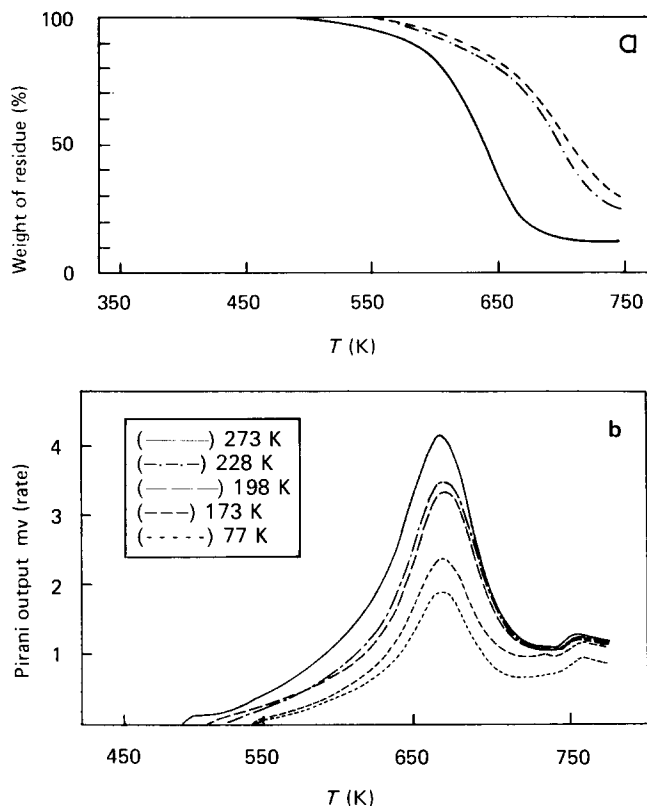 100
50
0
Weight of residue (%)
a
350 450 550 650 750
T (K)
b
(———) 273 K
(—·—·—) 228 K
(— — —) 198 K
(-----) 173 K
(-----) 77 K
4
3
2
1
Pirani output mv (rate)
450 550 650 750
T (K)